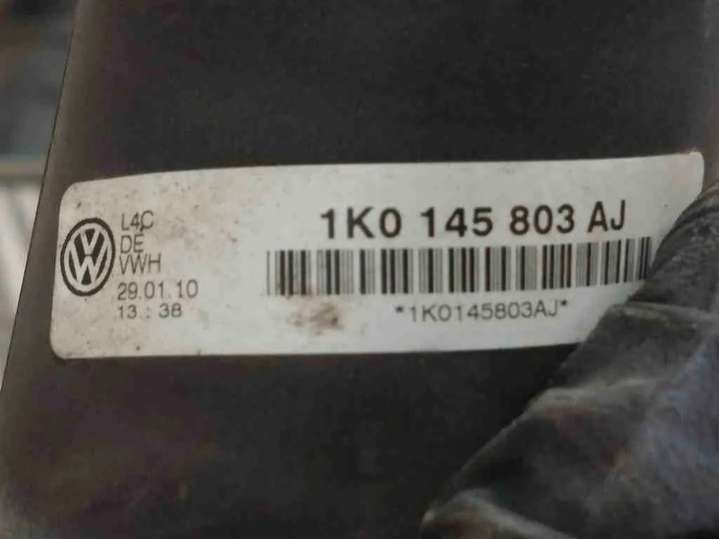 L4C
DE
VWH
29.01.10
13:38
1K0 145 803 AJ
*1K0145803AJ*